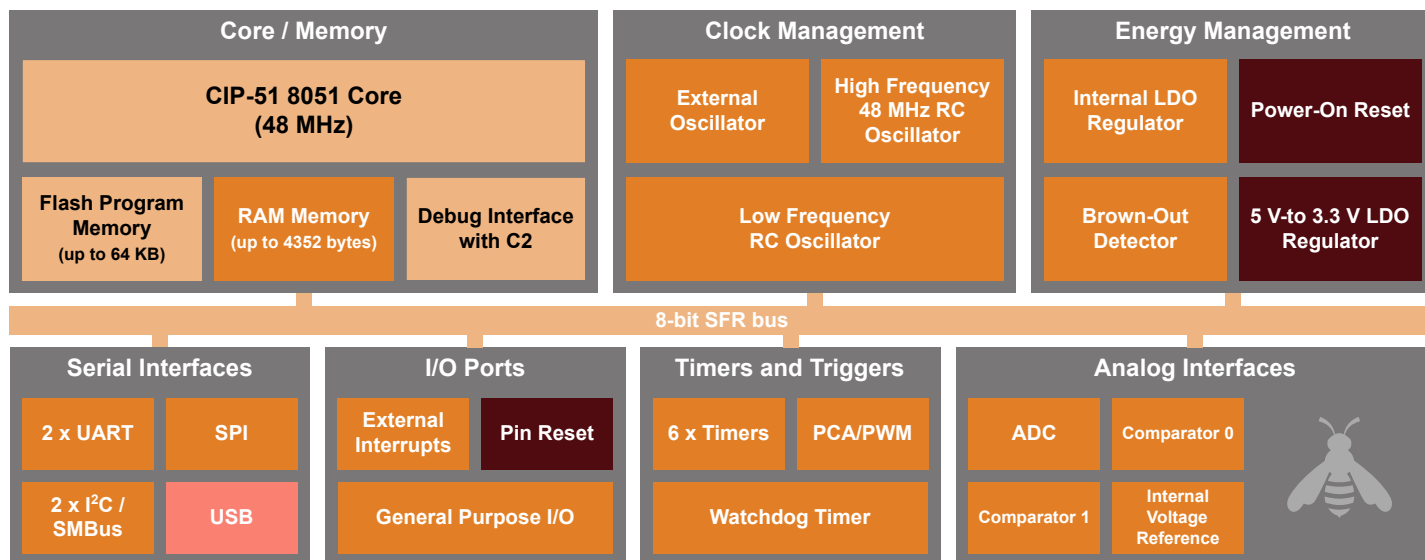 Core / Memory
CIP-51 8051 Core
(48 MHz)
Flash Program
Memory
(up to 64 KB)
RAM Memory
(up to 4352 bytes)
Debug Interface
with C2
Clock Management
External
Oscillator
High Frequency
48 MHz RC
Oscillator
Low Frequency
RC Oscillator
Energy Management
Internal LDO
Regulator
Power-On Reset
Brown-Out
Detector
5 V-to 3.3 V LDO
Regulator
8-bit SFR bus
Serial Interfaces
2 x UART
SPI
2 x I²C /
SMBus
USB
I/O Ports
External
Interrupts
Pin Reset
General Purpose I/O
Timers and Triggers
6 x Timers
PCA/PWM
Watchdog Timer
Analog Interfaces
ADC
Comparator 0
Comparator 1
Internal
Voltage
Reference